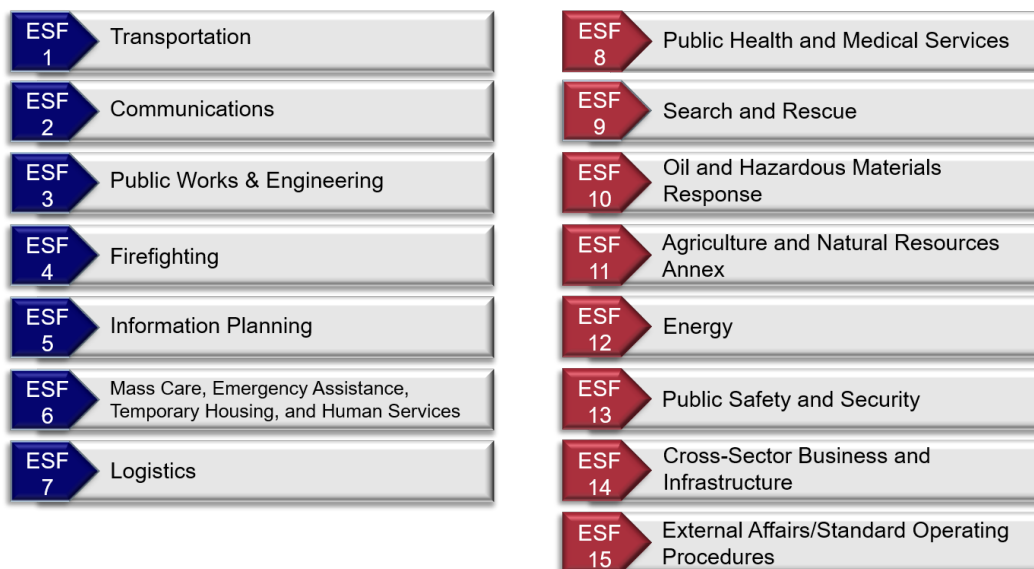 ESF
1
Transportation
ESF
2
Communications
ESF
3
Public Works & Engineering
ESF
4
Firefighting
ESF
5
Information Planning
ESF
6
Mass Care, Emergency Assistance,
Temporary Housing, and Human Services
ESF
7
Logistics
ESF
8
Public Health and Medical Services
ESF
9
Search and Rescue
ESF
10
Oil and Hazardous Materials
Response
ESF
11
Agriculture and Natural Resources
Annex
ESF
12
Energy
ESF
13
Public Safety and Security
ESF
14
Cross-Sector Business and
Infrastructure
ESF
15
External Affairs/Standard Operating
Procedures